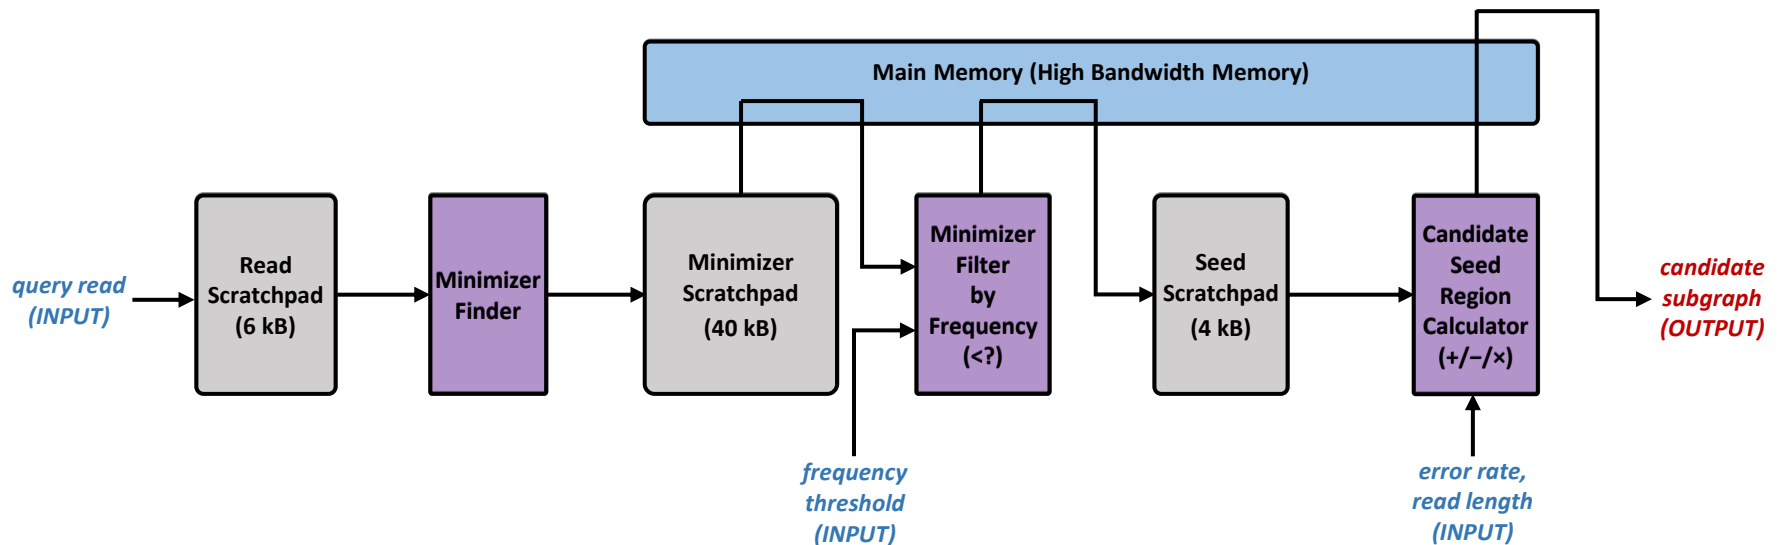 Main Memory (High Bandwidth Memory)
query read
(INPUT)
Read
Scratchpad
(6 kB)
Minimizer
Finder
Minimizer
Scratchpad
(40 kB)
Minimizer
Filter
by
Frequency
(<?)
Seed
Scratchpad
(4 kB)
Candidate
Seed
Region
Calculator
(+/−/×)
candidate
subgraph
(OUTPUT)
frequency
threshold
(INPUT)
error rate,
read length
(INPUT)